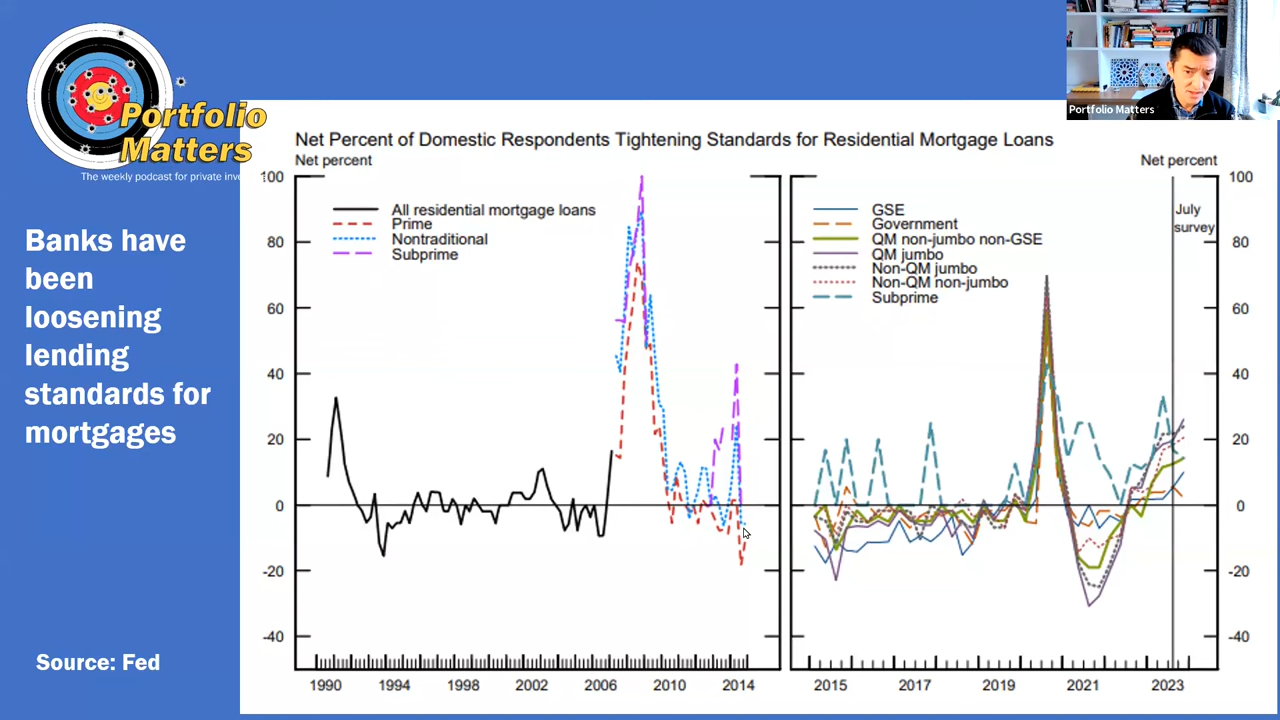 Portfolio
Matters
The weekly podcast for private
Portfolio Matters
Banks have
been
loosening
lending
standards for
mortgages
Source: Fed
Net Percent of Domestic Respondents Tightening Standards for Residential Mortgage Loans
Net percent
Net percent
100
80
60
40
20
0
-20
-40
All residential mortgage loans
Prime
Nontraditional
Subprime
1990
1994
1998
2002
2006
2010
2014
GSE
Government
QM non-jumbo non-GSE
QM jumbo
Non-QM jumbo
Non-QM non-jumbo
Subprime
July
survey
100
80
60
40
20
0
-20
-40
2015
2017
2019
2021
2023